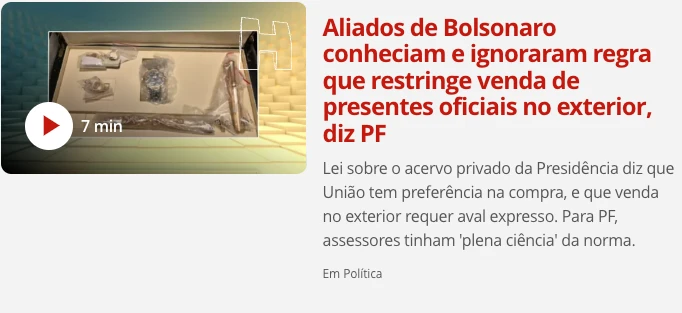 7 min
Aliados de Bolsonaro
conheciam e ignoraram regra
que restringe venda de
presentes oficiais no exterior,
diz PF
Lei sobre o acervo privado da Presidência diz que
União tem preferência na compra, e que venda
no exterior requer aval expresso. Para PF,
assessores tinham 'plena ciência' da norma.
Em Política